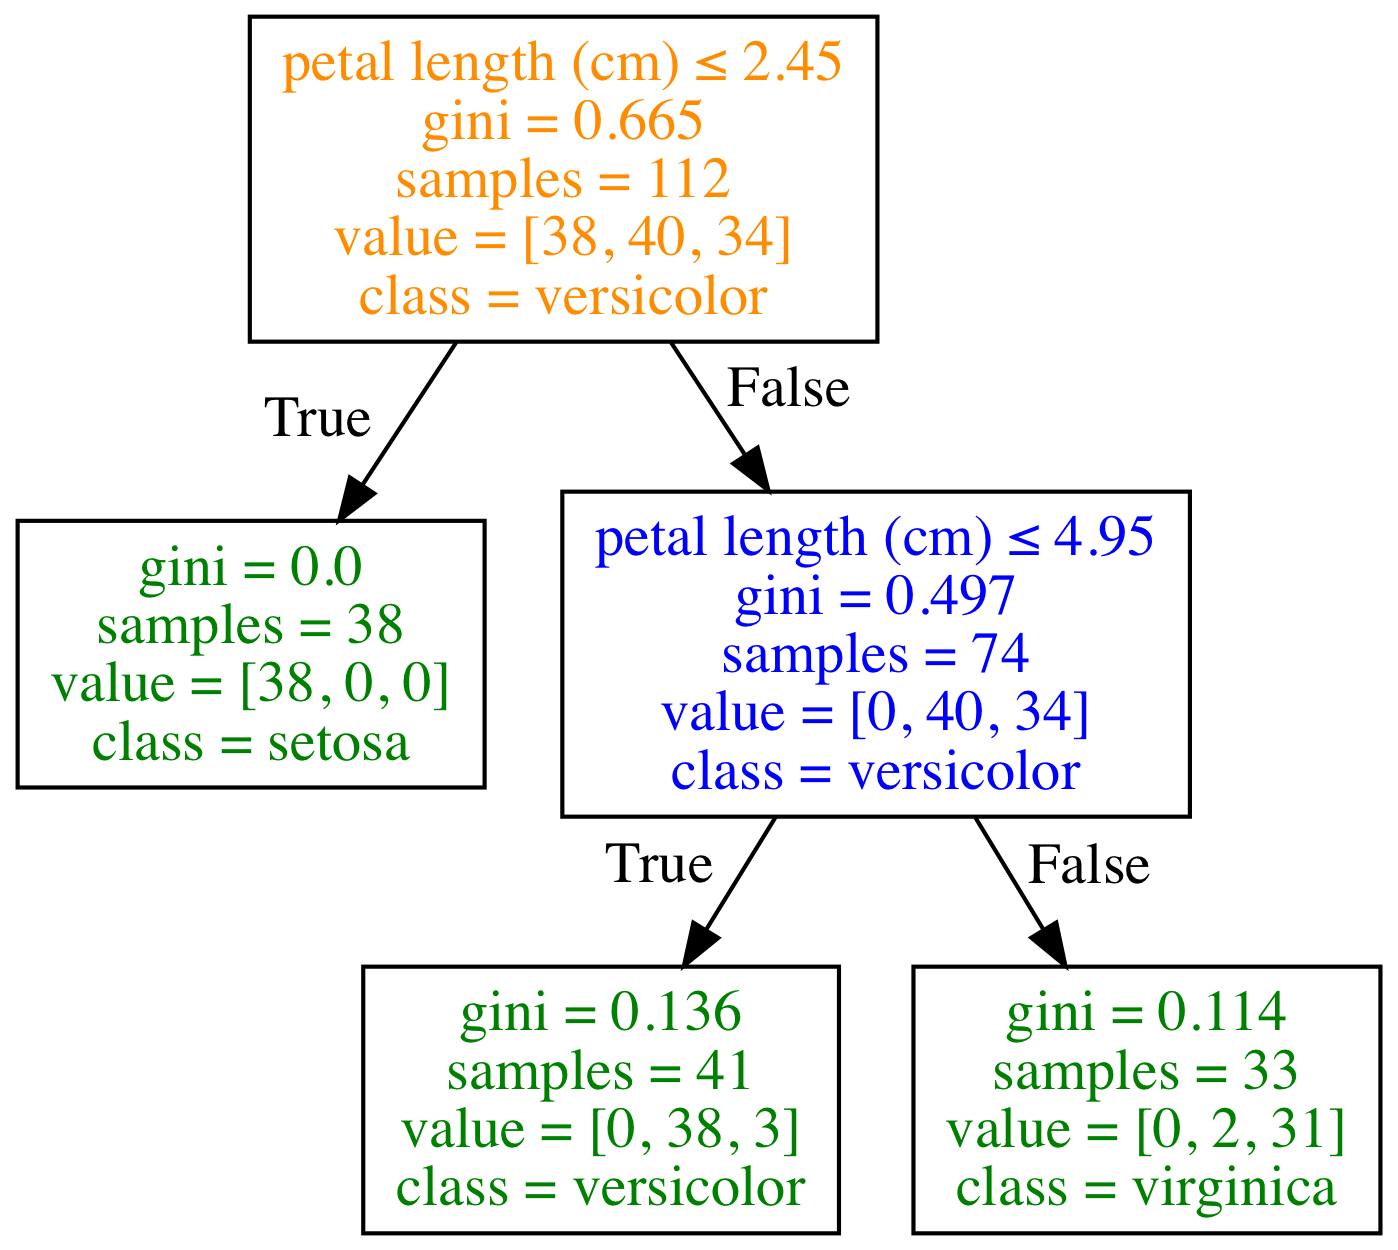 petal length (cm) ≤ 2.45
gini = 0.665
samples = 112
value = [38, 40, 34]
class = versicolor
True
False
gini = 0.0
samples = 38
value = [38, 0, 0]
class = setosa
petal length (cm) ≤ 4.95
gini = 0.497
samples = 74
value = [0, 40, 34]
class = versicolor
True
False
gini = 0.136
samples = 41
value = [0, 38, 3]
class = versicolor
gini = 0.114
samples = 33
value = [0, 2, 31]
class = virginica